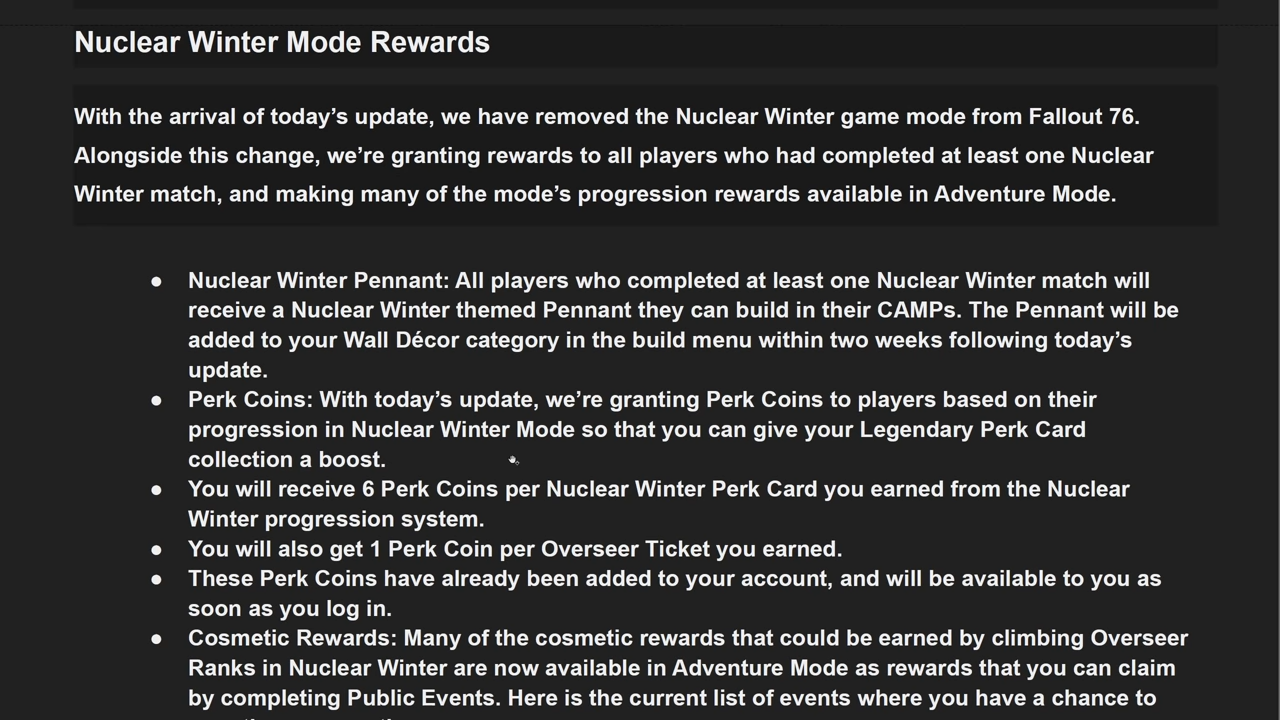 Nuclear Winter Mode Rewards
With the arrival of today's update, we have removed the Nuclear Winter game mode from Fallout 76.
Alongside this change, we're granting rewards to all players who had completed at least one Nuclear
Winter match, and making many of the mode's progression rewards available in Adventure Mode.
● Nuclear Winter Pennant: All players who completed at least one Nuclear Winter match will
receive a Nuclear Winter themed Pennant they can build in their CAMPs. The Pennant will be
added to your Wall Décor category in the build menu within two weeks following today's
update.
● Perk Coins: With today's update, we're granting Perk Coins to players based on their
progression in Nuclear Winter Mode so that you can give your Legendary Perk Card
collection a boost.
● You will receive 6 Perk Coins per Nuclear Winter Perk Card you earned from the Nuclear
Winter progression system.
● You will also get 1 Perk Coin per Overseer Ticket you earned.
● These Perk Coins have already been added to your account, and will be available to you as
soon as you log in.
● Cosmetic Rewards: Many of the cosmetic rewards that could be earned by climbing Overseer
Ranks in Nuclear Winter are now available in Adventure Mode as rewards that you can claim
by completing Public Events. Here is the current list of events where you have a chance to